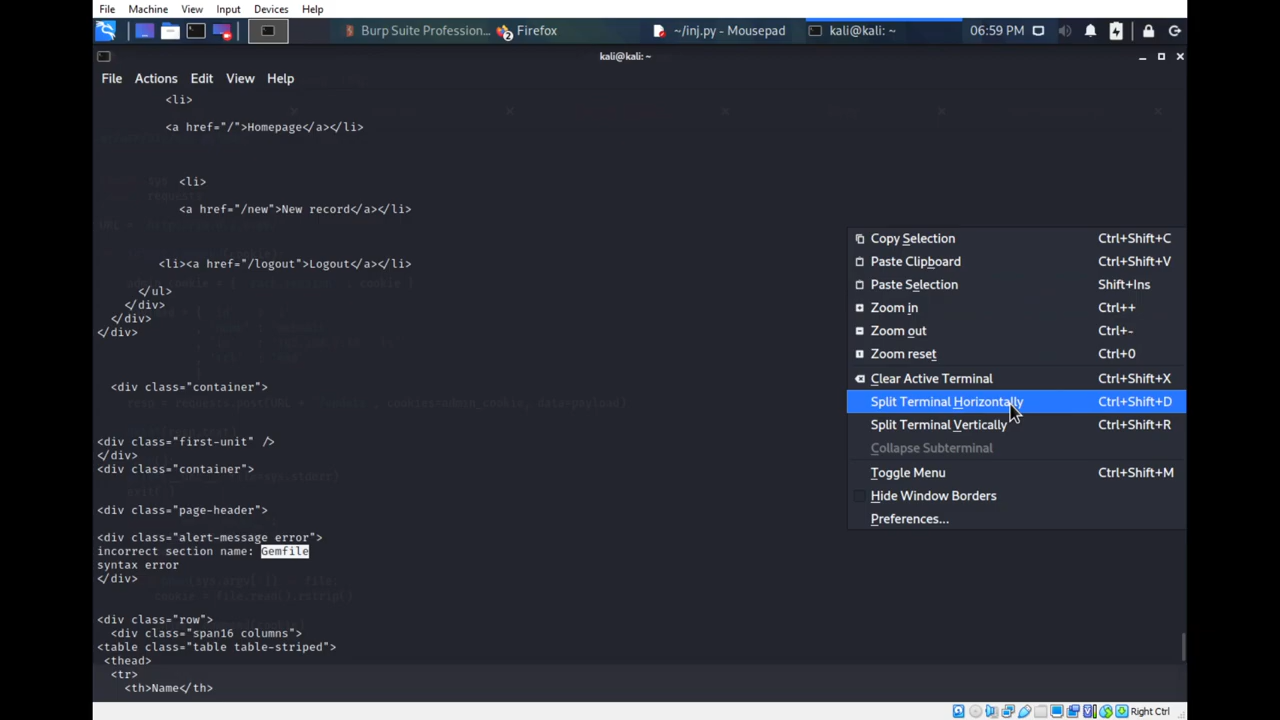 File Machine View Input Devices Help
Burp Suite Profession... 2 Firefox ~/inj.py - Mousepad kali@kali: ~ 06:59 PM
kali@kali: ~
File Actions Edit View Help
<li>
<a href="/">Homepage</a></li>
<li>
<a href="/new">New record</a></li>
<li><a href="/logout">Logout</a></li>
</ul>
</div>
</div>
</div>
<div class="container">
<div class="first-unit" />
</div>
<div class="container">
<div class="page-header">
<div class="alert-message error">
incorrect section name: Gemfile
syntax error
</div>
<div class="row">
<div class="span16 columns">
<table class="table table-striped">
<thead>
<tr>
<th>Name</th>
Copy Selection Ctrl+Shift+C
Paste Clipboard Ctrl+Shift+V
Paste Selection Shift+Ins
Zoom in Ctrl++
Zoom out Ctrl+-
Zoom reset Ctrl+0
Clear Active Terminal Ctrl+Shift+X
Split Terminal Horizontally Ctrl+Shift+D
Split Terminal Vertically Ctrl+Shift+R
Collapse Subterminal
Toggle Menu Ctrl+Shift+M
Hide Window Borders
Preferences...
Right Ctrl